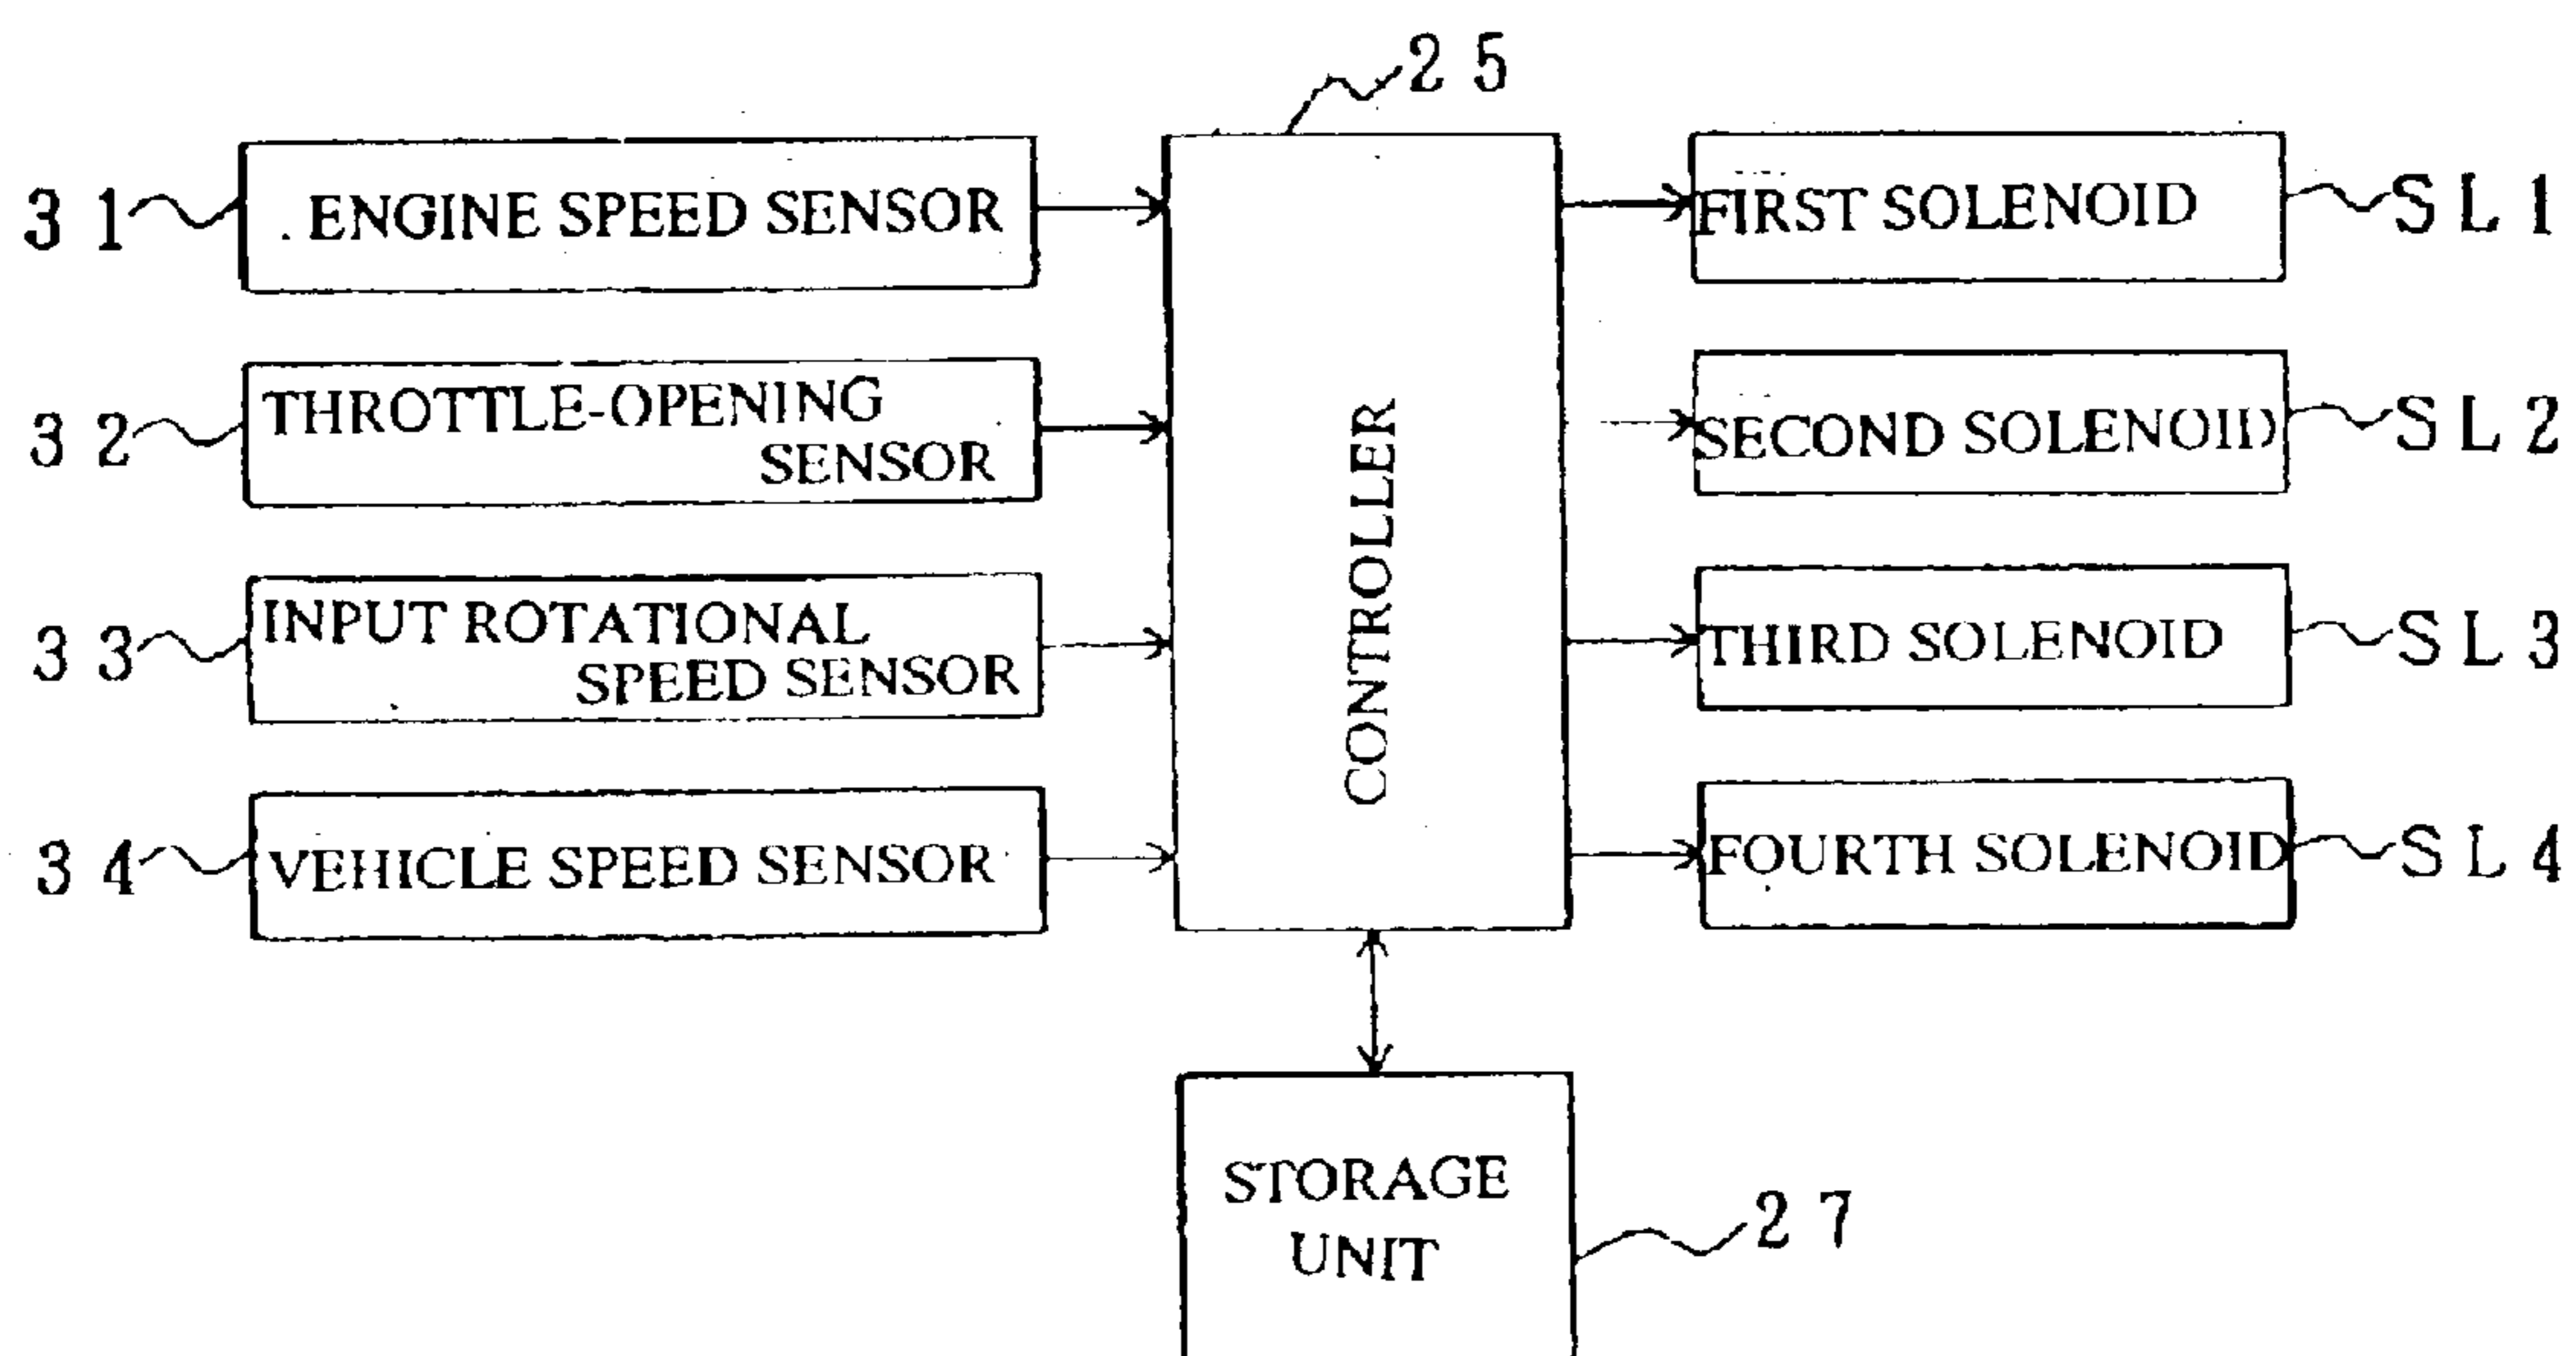 25
31
ENGINE SPEED SENSOR
FIRST SOLENOID
SL1
32
THROTTLE-OPENING
SENSOR
SECOND SOLENOID
SL2
CONTROLLER
33
INPUT ROTATIONAL
SPEED SENSOR
THIRD SOLENOID
SL3
34
VEHICLE SPEED SENSOR
FOURTH SOLENOID
SL4
STORAGE
UNIT
27